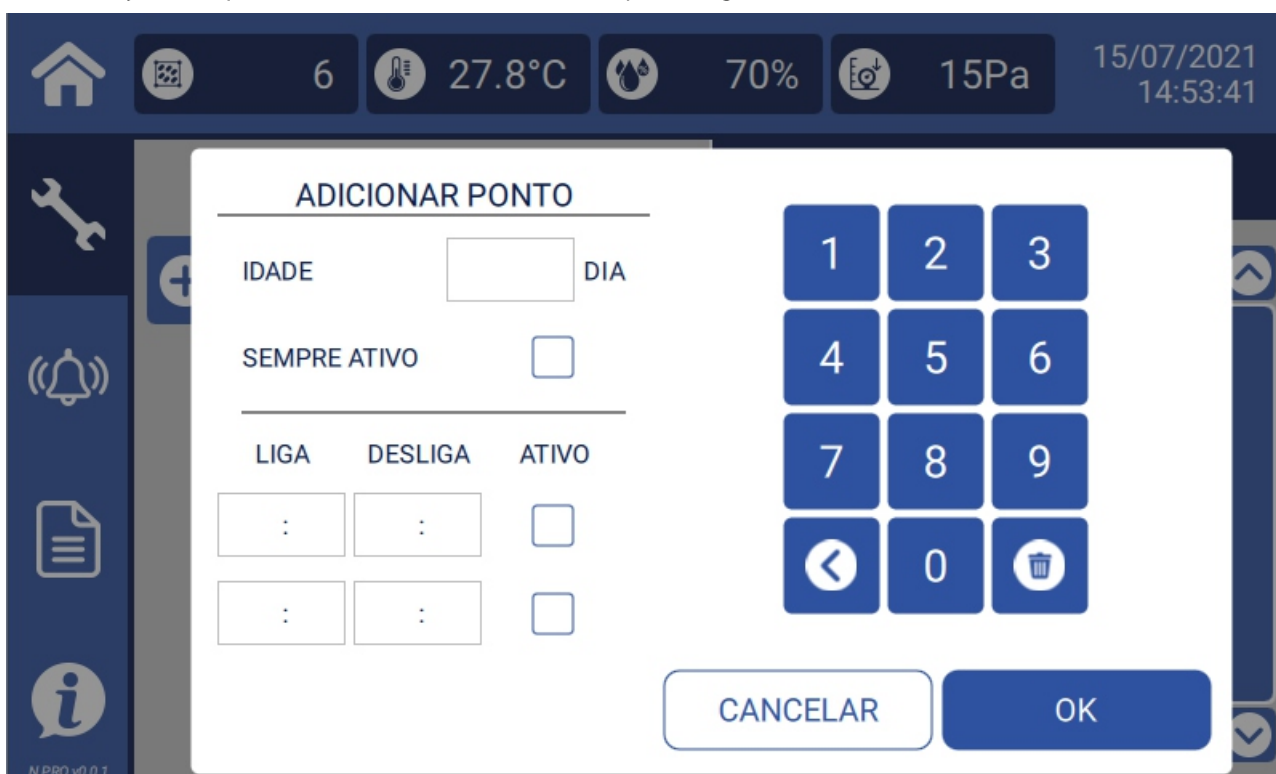 6
27.8°C
70%
15Pa
15/07/2021
14:53:41
ADICIONAR PONTO
IDADE DIA
SEMPRE ATIVO
LIGA DESLIGA ATIVO
: :
: :
1 2 3
4 5 6
7 8 9
0
CANCELAR OK